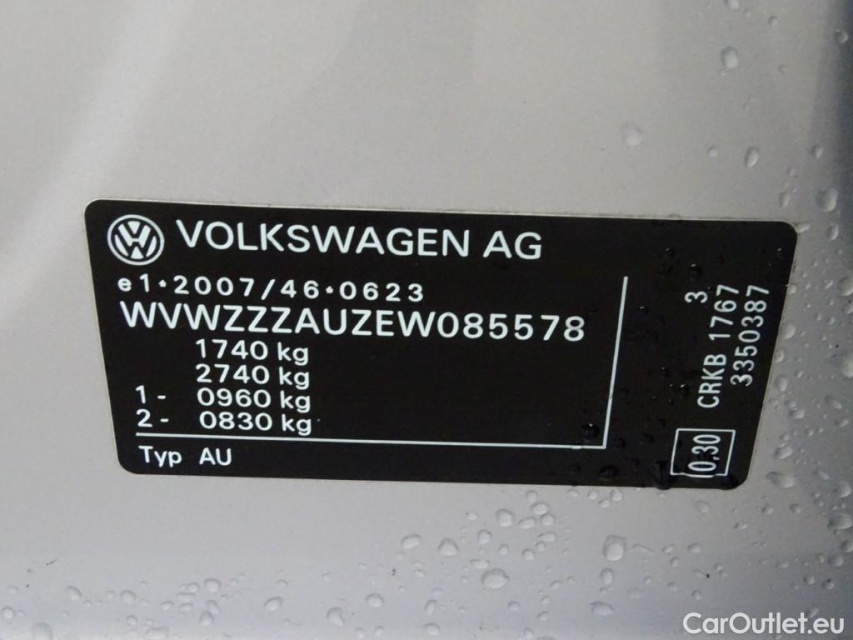 VOLKSWAGEN AG
e1•2007/46•0623
WVWZZZAUZEW085578
1740 kg
2740 kg
1- 0960 kg
2- 0830 kg
Typ AU
3
CRKB 1767
3350387
0,30
CarOutlet.eu